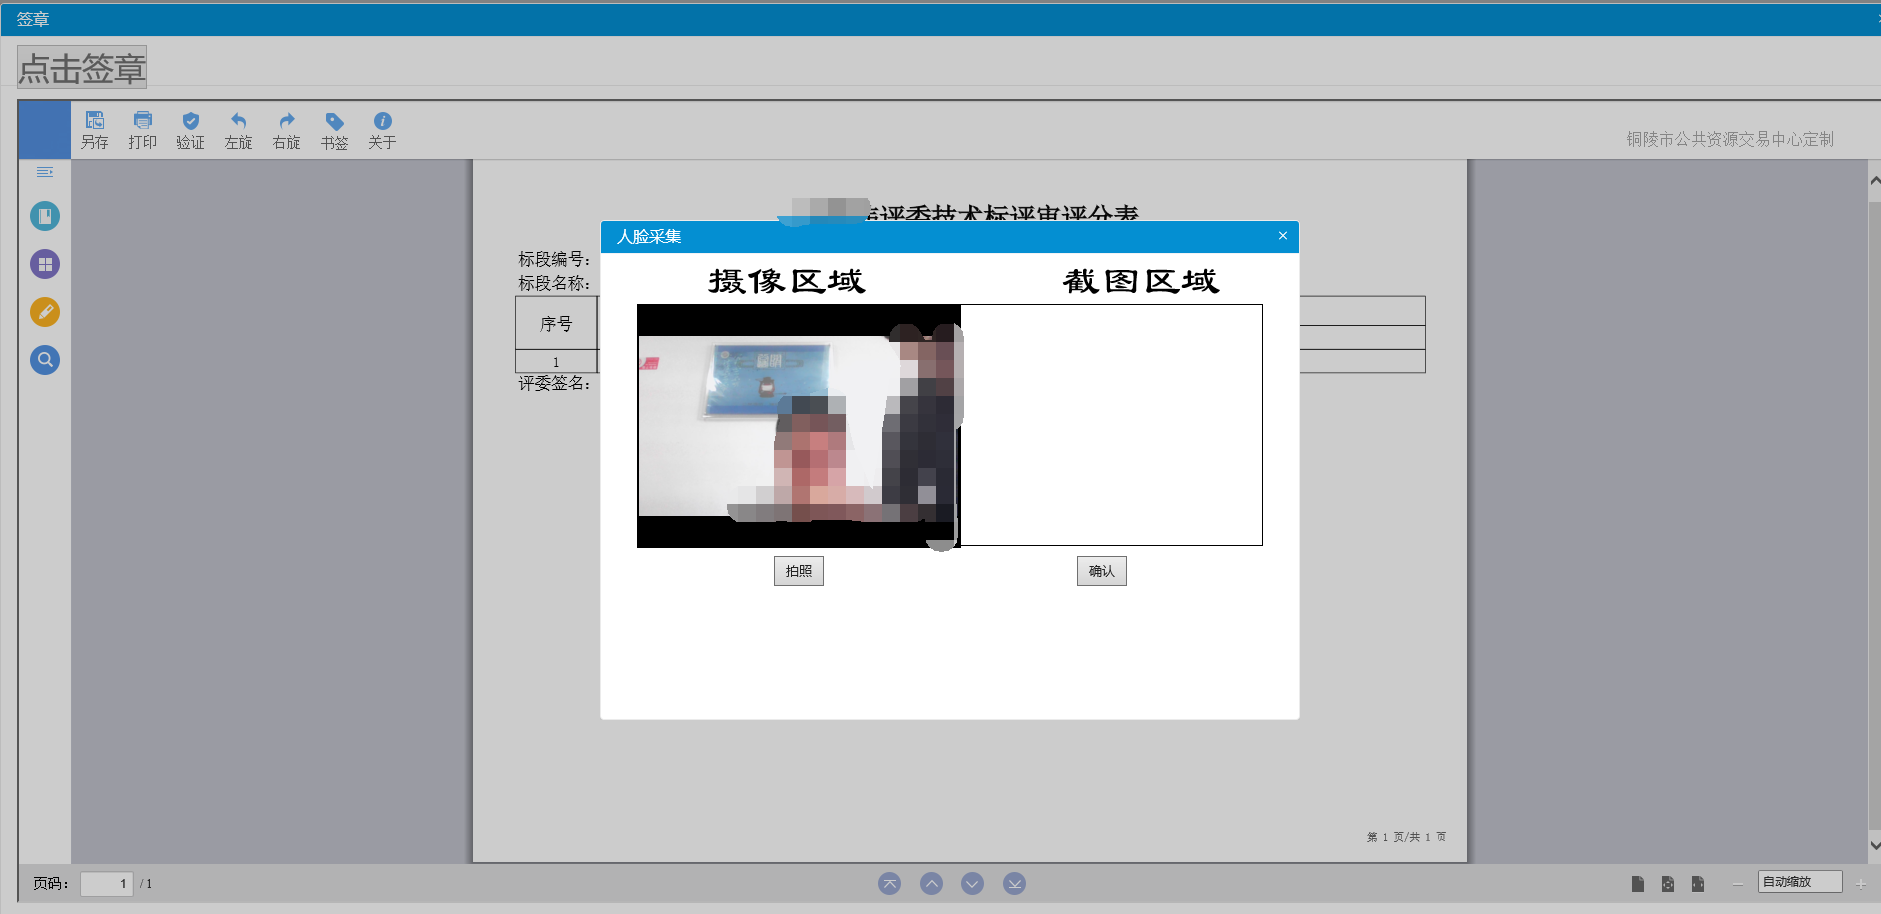 签章
点击签章
另存 打印 验证 左旋 右旋 书签 关于
铜陵市公共资源交易中心定制
评委技术标评审评分表
人脸采集 ×
标段编号：
标段名称：
摄像区域 截图区域
序号
1
评委签名：
拍照 确认
第 1 页/共 1 页
页码： 1 / 1
自动缩放